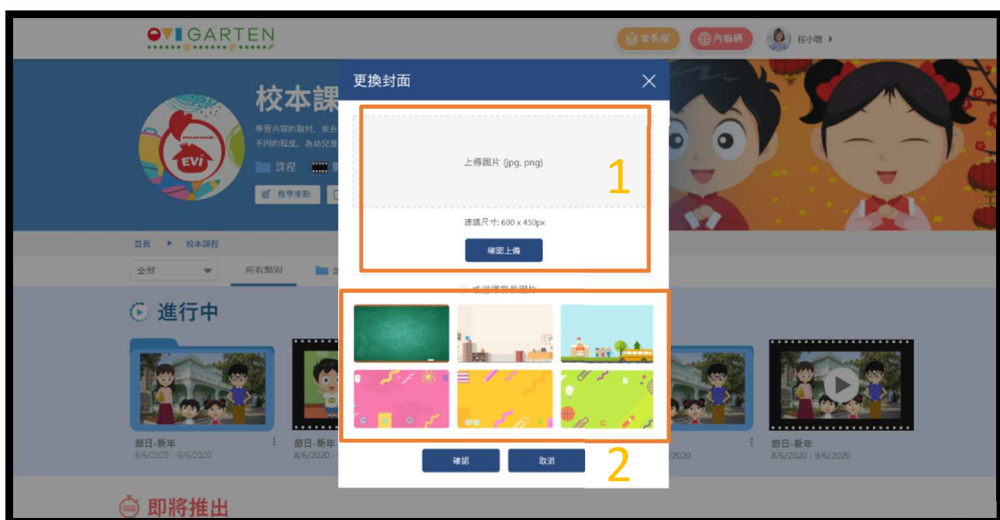 OVI GARTEN
家長版
內聯網
程小聰
更換封面
校本課
學習內容的取材，來自
不同的程度，為幼兒提
EVI
課程
教學重點
上傳圖片 (jpg, png)
1
建議尺寸: 600 x 450px
確認上傳
首頁 ▶ 校本課程
全部
所有類別
進行中
節日-新年
8/6/2020 - 9/6/2020
節日-新年
8/6/2020 -
/2020
節日-新年
8/6/2020 - 9/6/2020
確認
取消
2
即將推出